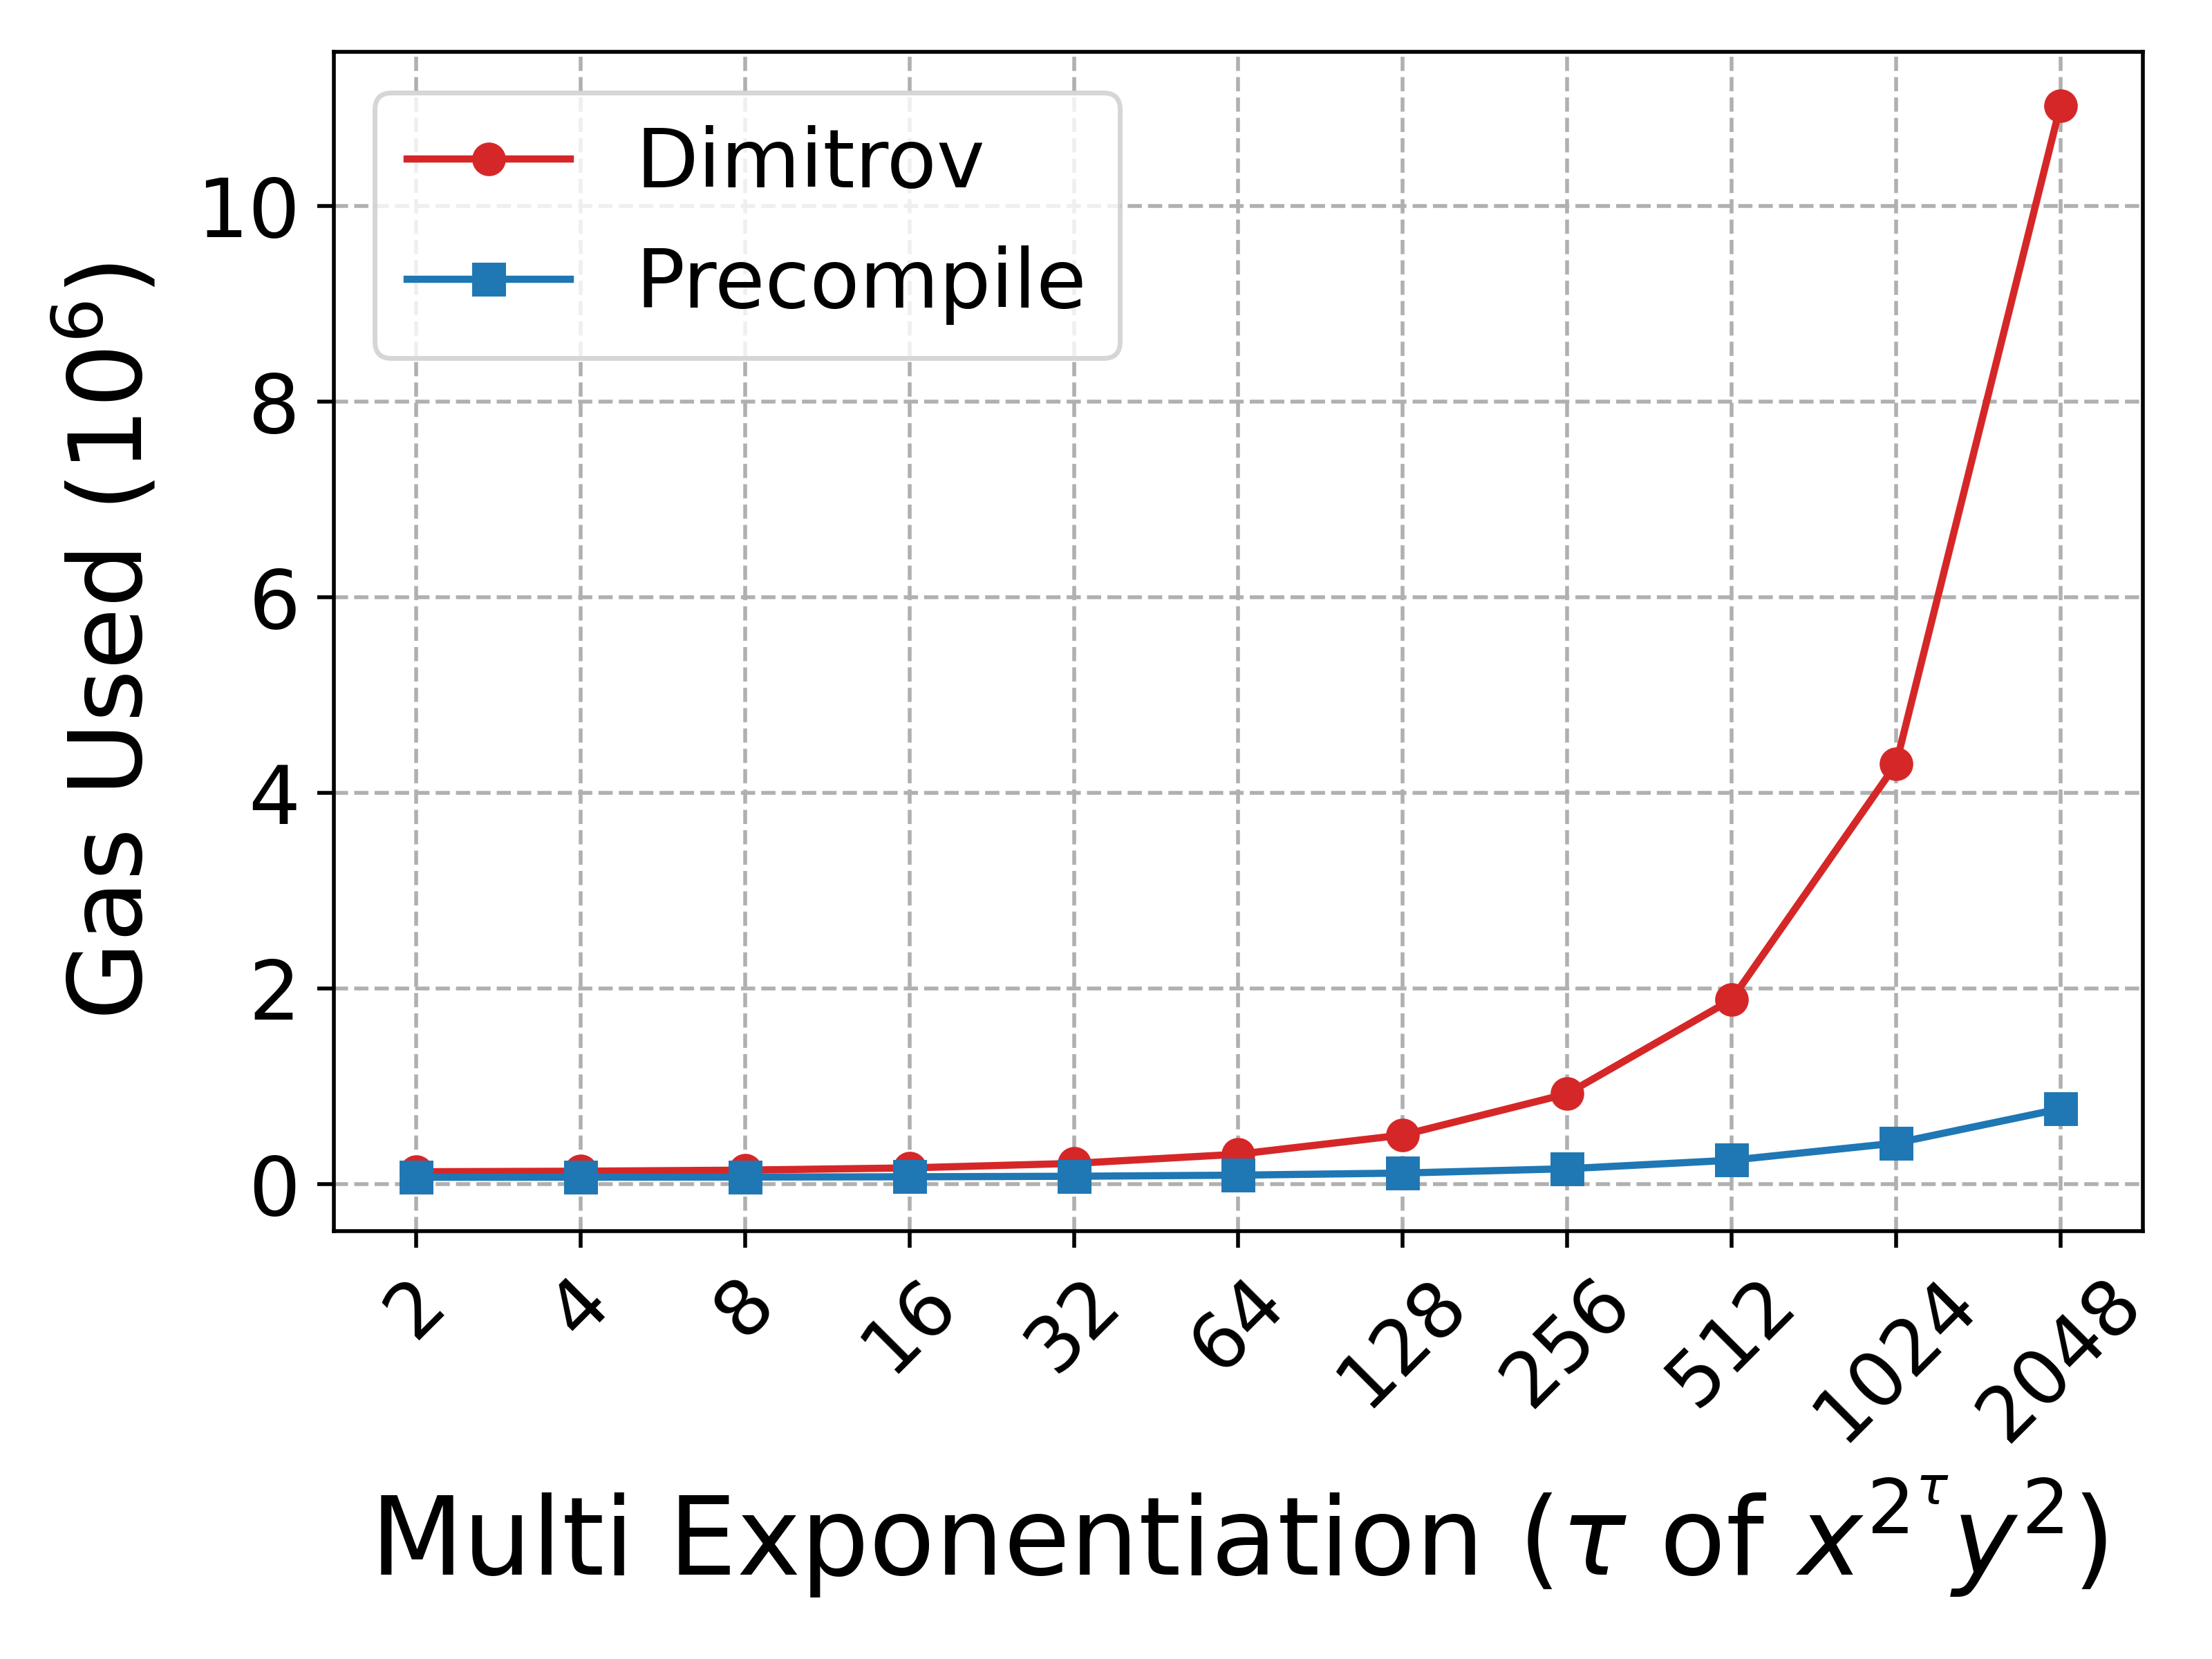 Dimitrov
Precompile
Gas Used (10⁶)
10
8
6
4
2
0
2 4 8 16 32 64 128 256 512 1024 2048
Multi Exponentiation (τ of x^{2^τ}y²)